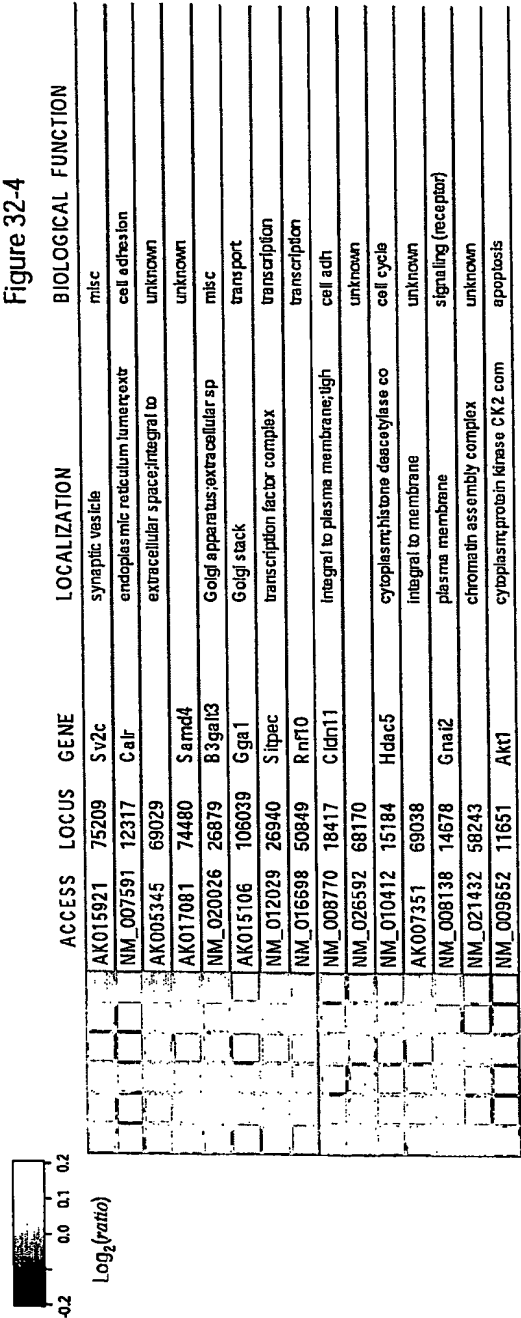 Figure 32-4
ACCESS LOCUS GENE LOCALIZATION BIOLOGICAL FUNCTION
AK015921 75209 Sv2c synaptic vesicle misc
NM_007591 12317 Calr endoplasmic reticulum lumen;extr cell adhesion
AK005345 69029 extracellular space;integral to unknown
AK017081 74480 Samd4 unknown
NM_020026 26879 B3galt3 Golgi apparatus;extracellular sp misc
AK015106 106039 Gga1 Golgi stack transport
NM_012029 26940 Sitpec transcription factor complex transcription
NM_016698 50849 Rnf10 transcription
NM_008770 18417 Cldn11 integral to plasma membrane;tigh cell adh
NM_026592 68170 unknown
NM_010412 15184 Hdac5 cytoplasm;histone deacetylase co cell cycle
AK007351 69038 integral to membrane unknown
NM_008138 14678 Gnai2 plasma membrane signaling (receptor)
NM_021432 58243 chromatin assembly complex unknown
NM_009652 11651 Akt1 cytoplasm;protein kinase CK2 com apoptosis
-0.2 0.0 0.1 0.2
Log2(ratio)